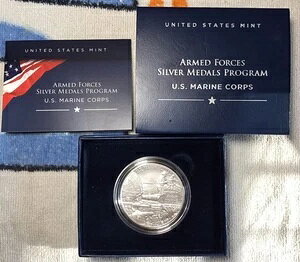 UNITED STATES MINT
ARMED FORCES
SILVER MEDALS PROGRAM
U.S. MARINE CORPS
UNITED STATES MINT
ARMED FORCES
SILVER MEDALS PROGRAM
U.S. MARINE CORPS